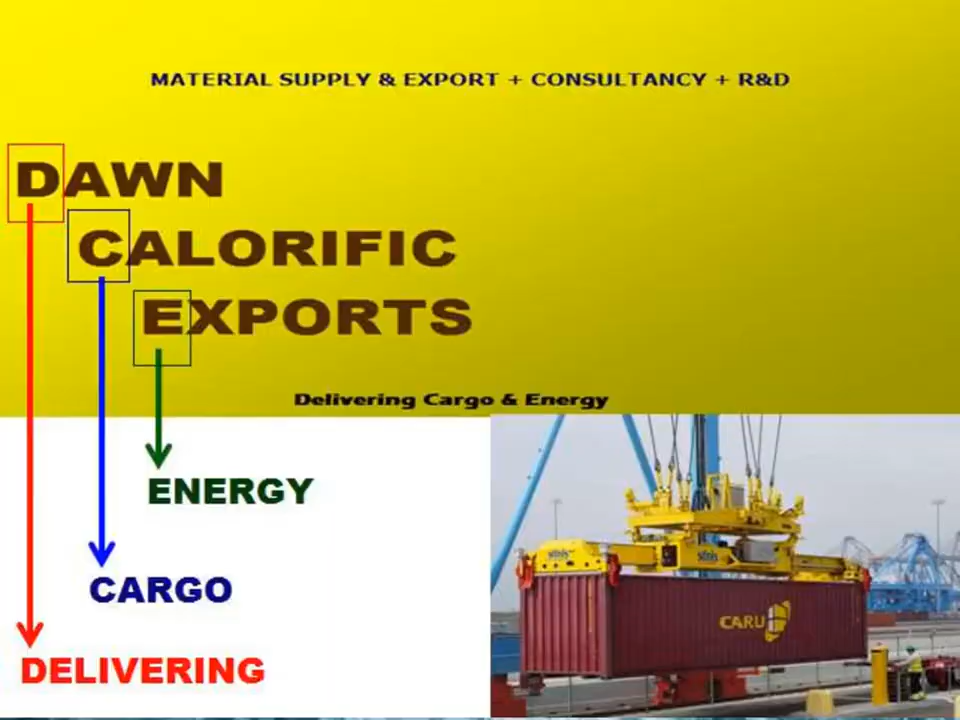 MATERIAL SUPPLY & EXPORT + CONSULTANCY + R&D
DAWN
CALORIFIC
EXPORTS
Delivering Cargo & Energy
ENERGY
CARGO
DELIVERING
CARU